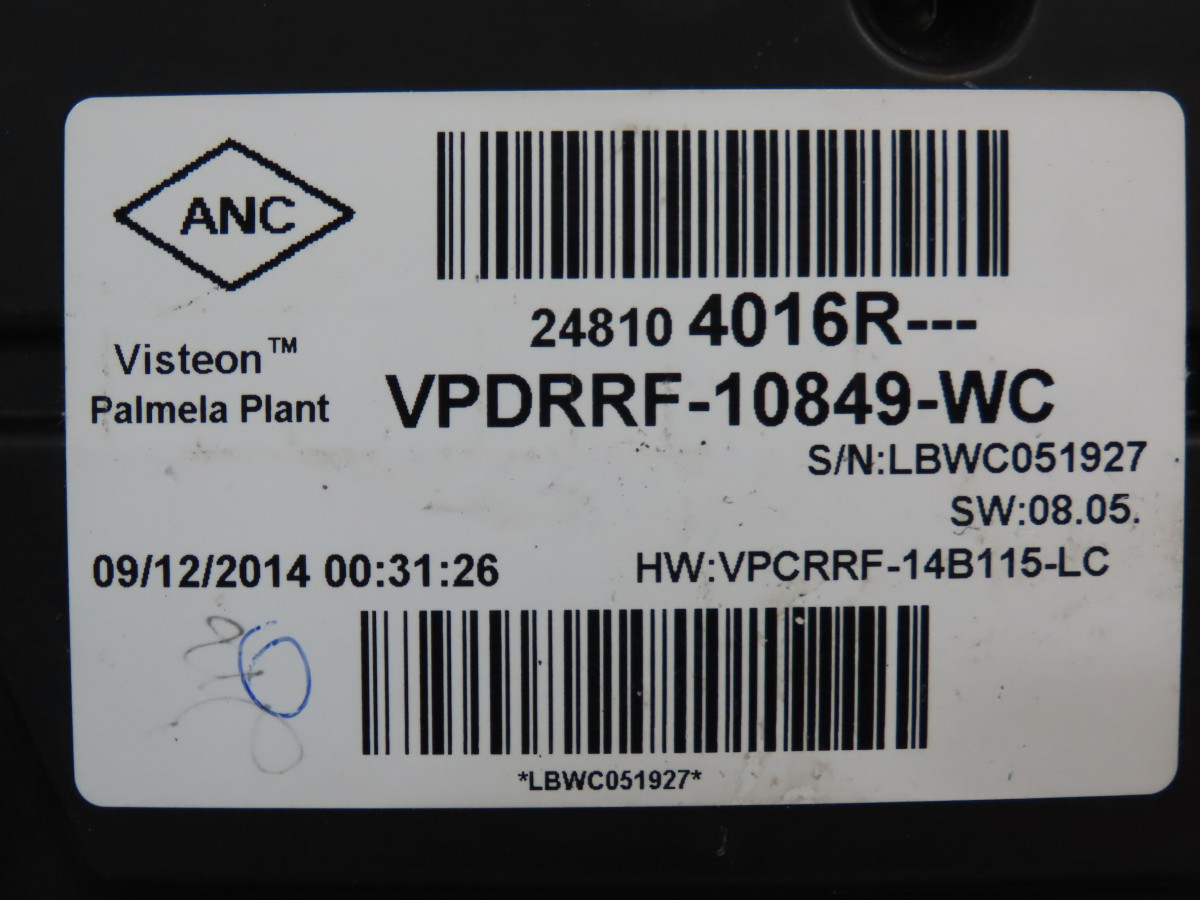 ANC
24810 4016R---
Visteon™
Palmela Plant
VPDRRF-10849-WC
S/N:LBWC051927
SW:08.05.
09/12/2014 00:31:26
HW:VPCRRF-14B115-LC
*LBWC051927*